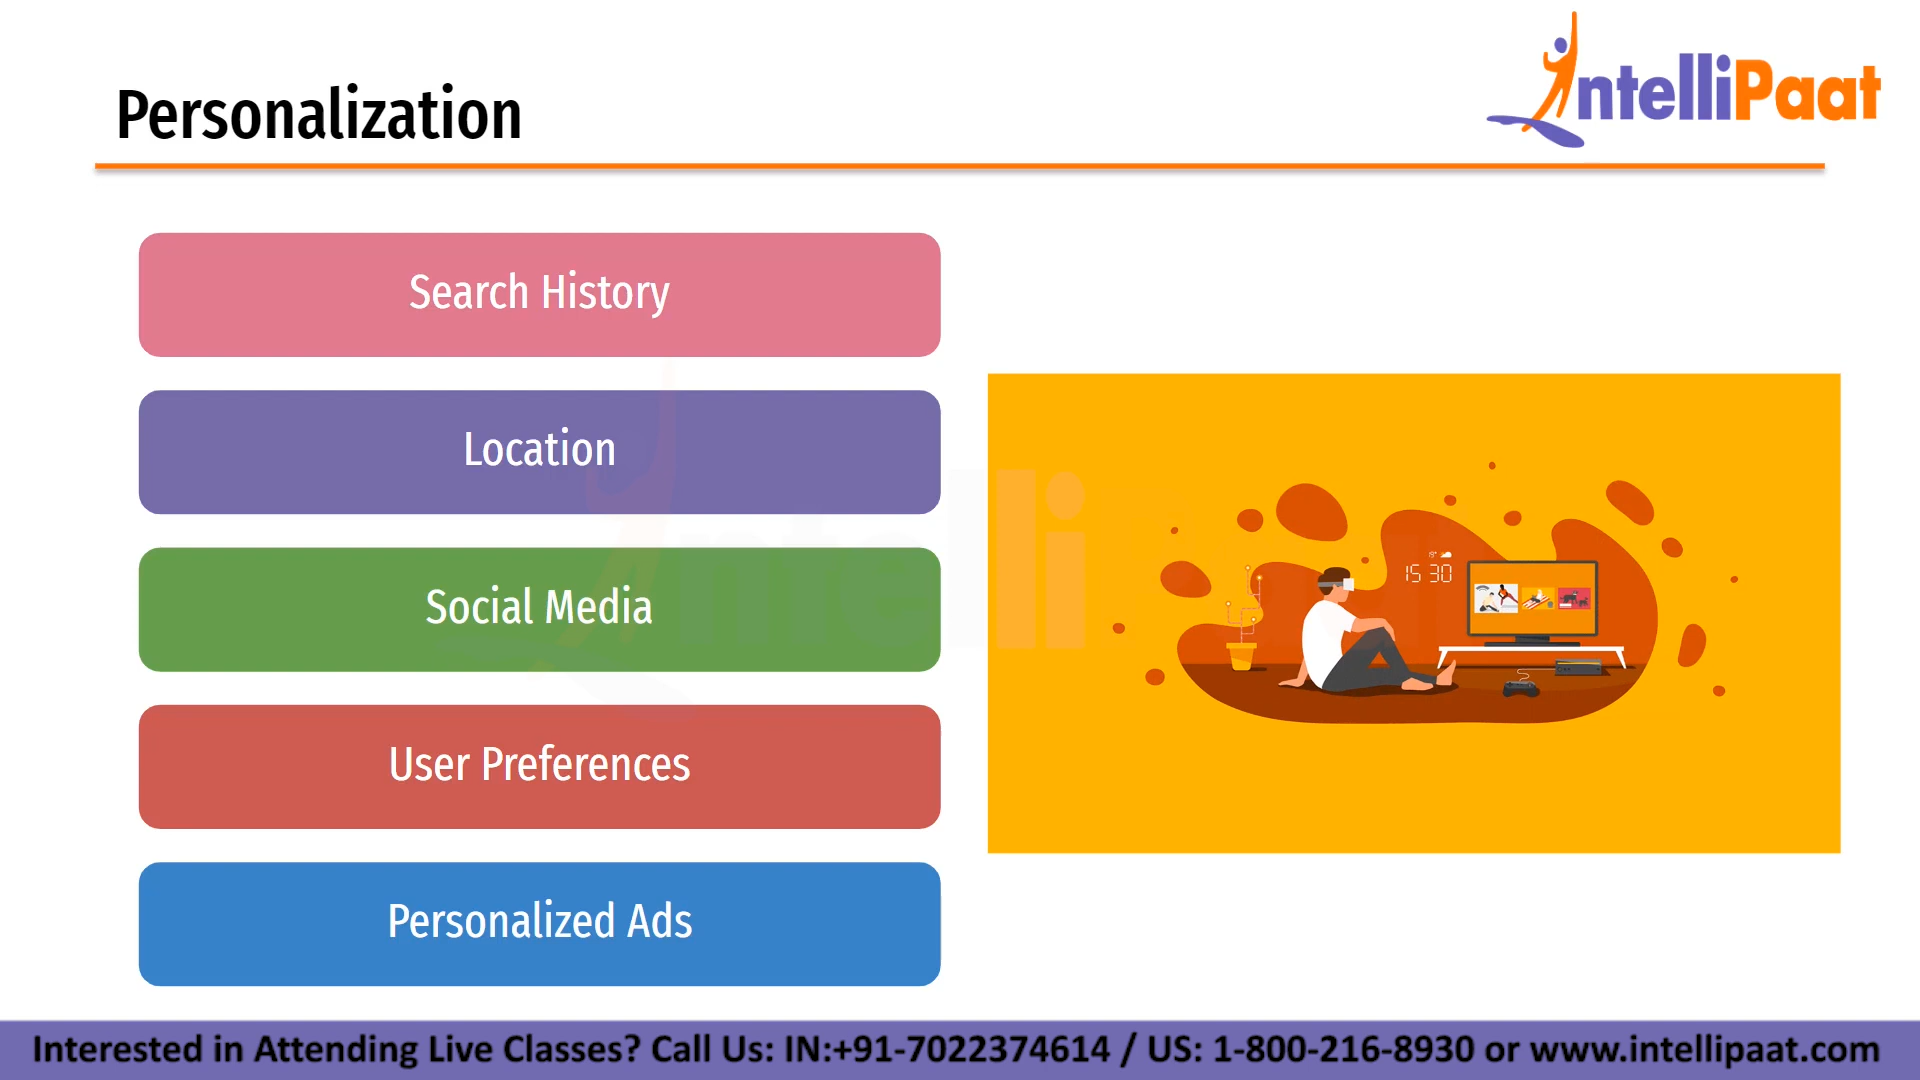 Personalization
IntelliPaat
Search History
Location
Social Media
User Preferences
Personalized Ads
15 30
Interested in Attending Live Classes? Call Us: IN:+91-7022374614 / US: 1-800-216-8930 or www.intellipaat.com